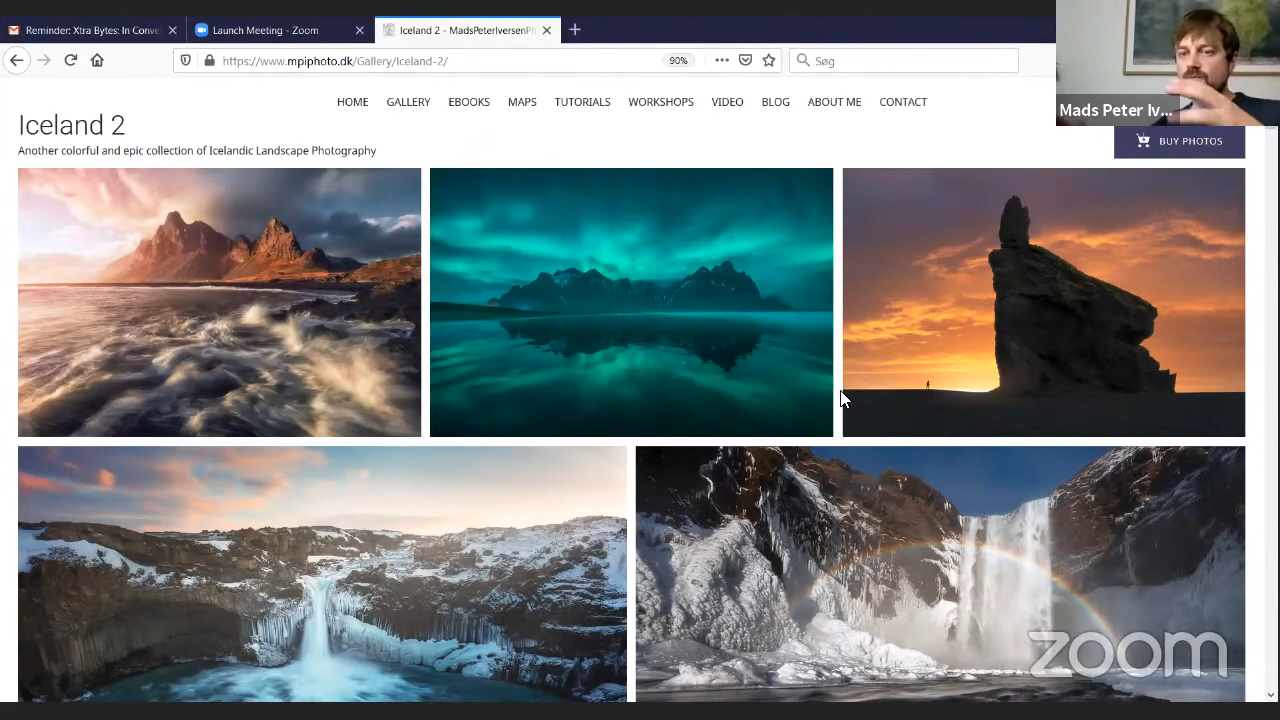 Reminder: Xtra Bytes: In Conve
Launch Meeting - Zoom
Iceland 2 - MadsPeterIversenPh
https://www.mpiphoto.dk/Gallery/Iceland-2/
90%
Søg
HOME GALLERY EBOOKS MAPS TUTORIALS WORKSHOPS VIDEO BLOG ABOUT ME CONTACT
Mads Peter Iv...
Iceland 2
Another colorful and epic collection of Icelandic Landscape Photography
BUY PHOTOS
zoom